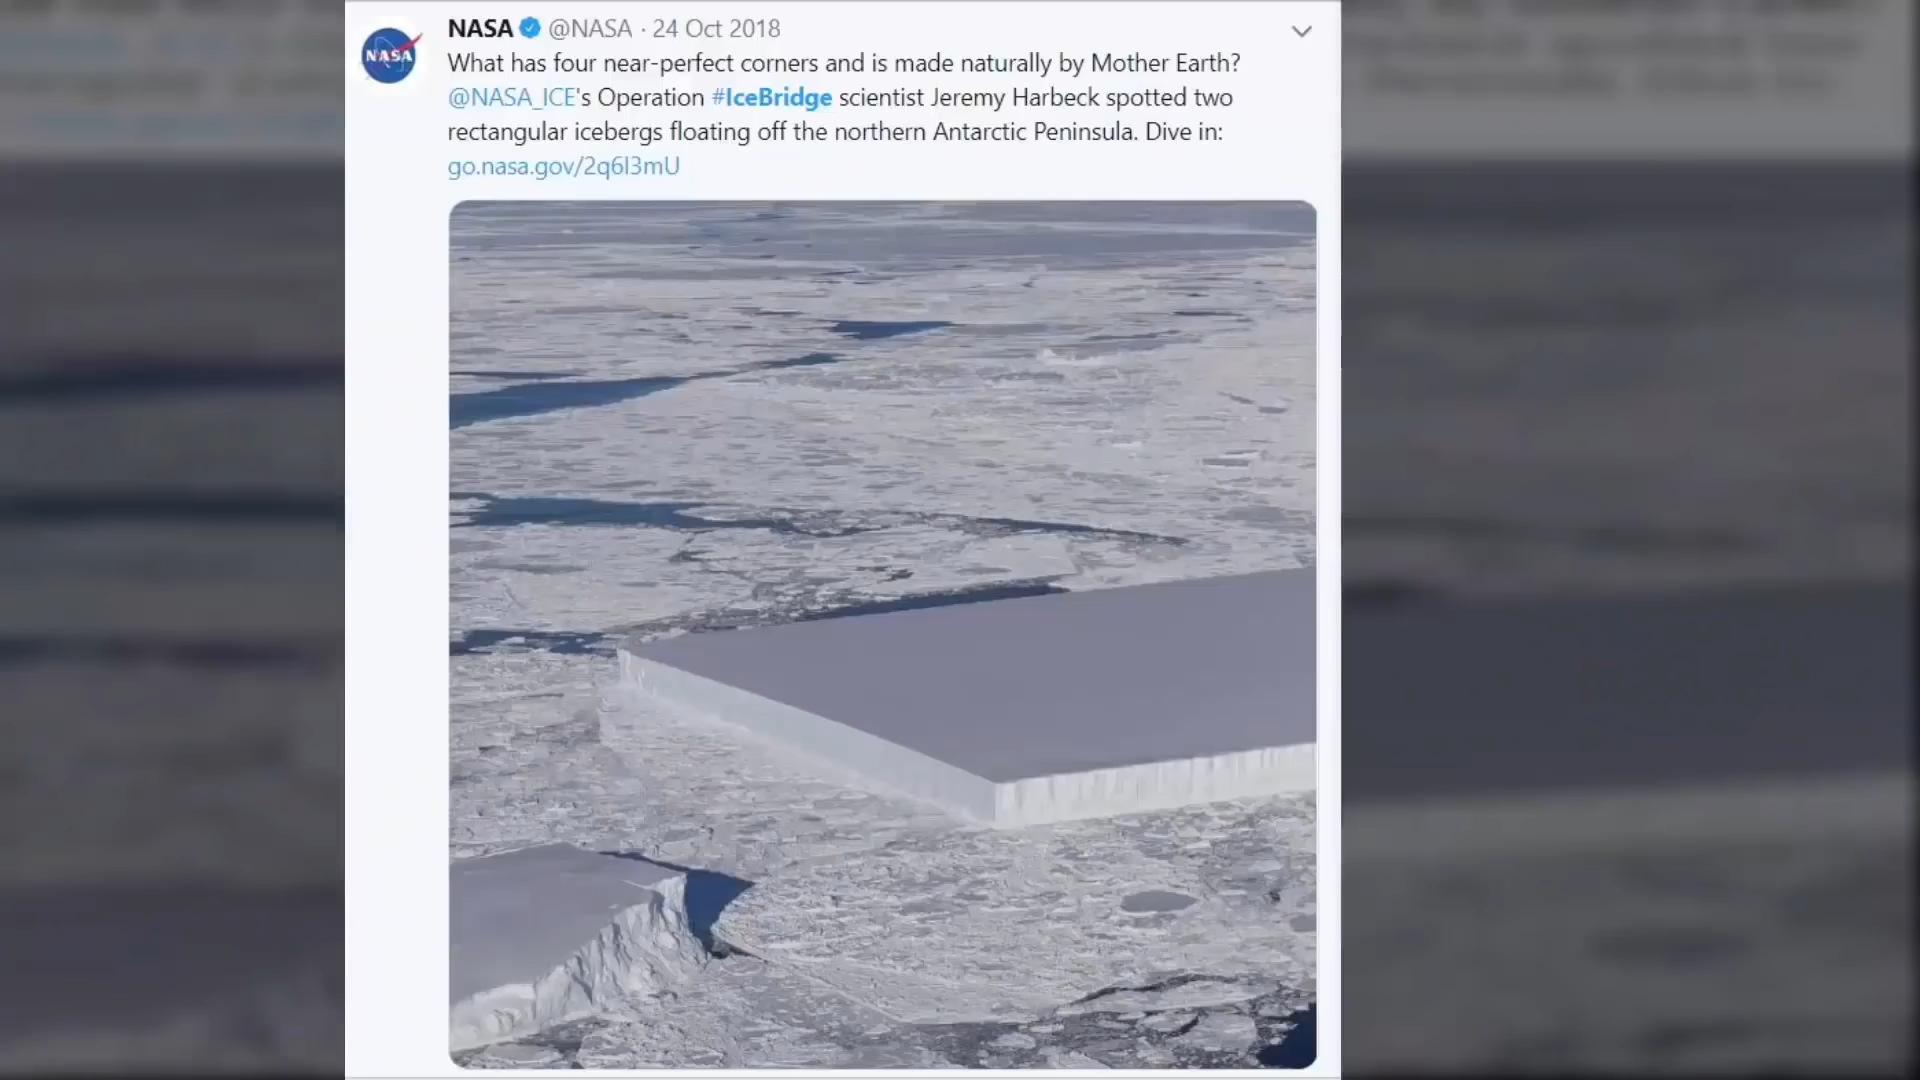 NASA @NASA · 24 Oct 2018
NASA
What has four near-perfect corners and is made naturally by Mother Earth?
@NASA_ICE's Operation #IceBridge scientist Jeremy Harbeck spotted two
rectangular icebergs floating off the northern Antarctic Peninsula. Dive in:
go.nasa.gov/2q6l3mU